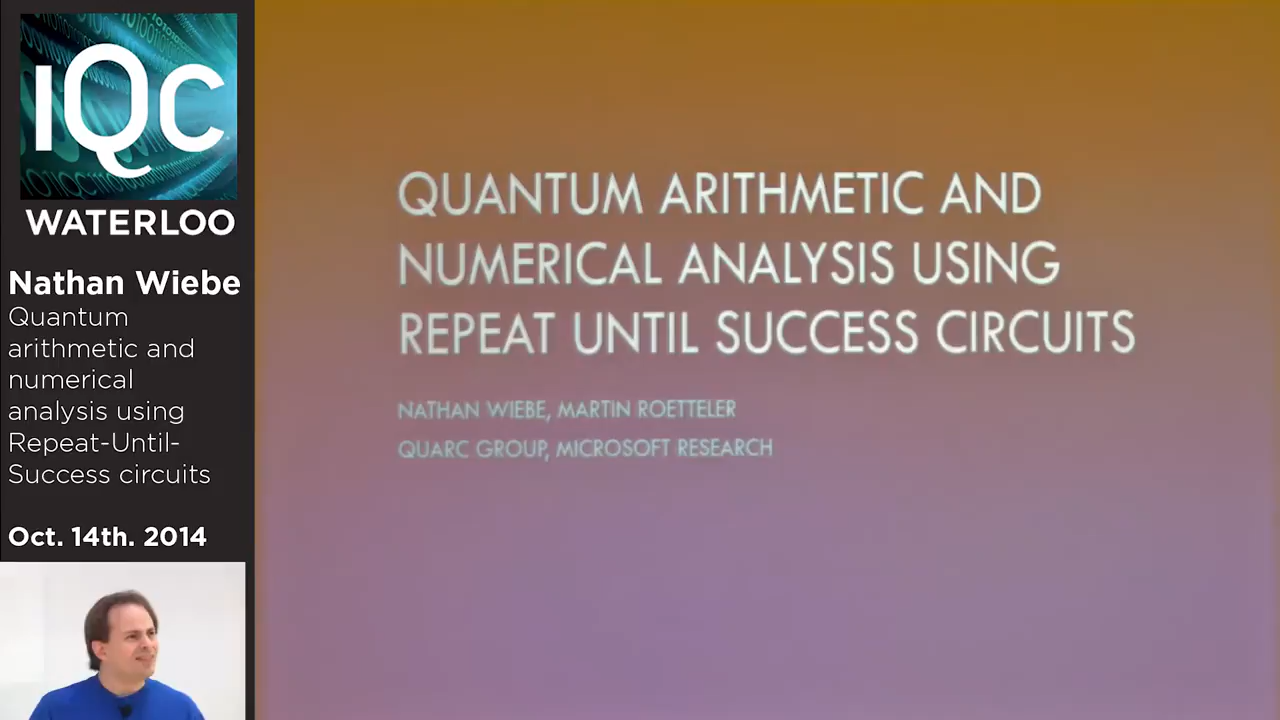 IQC
WATERLOO
Nathan Wiebe
Quantum
arithmetic and
numerical
analysis using
Repeat-Until-
Success circuits
Oct. 14th. 2014
QUANTUM ARITHMETIC AND
NUMERICAL ANALYSIS USING
REPEAT UNTIL SUCCESS CIRCUITS
NATHAN WIEBE, MARTIN ROETTELER
QUARC GROUP, MICROSOFT RESEARCH